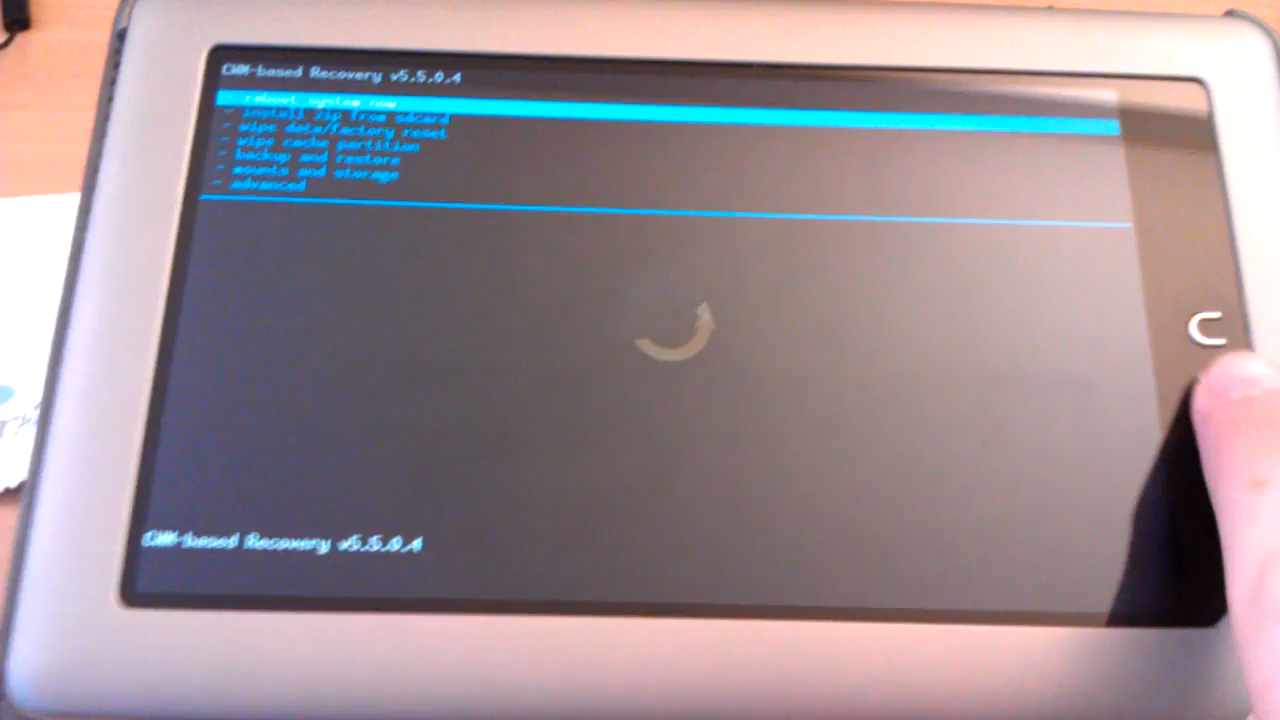 CWM-based Recovery v5.5.0.4
- reboot system now
- install zip from sdcard
- wipe data/factory reset
- wipe cache partition
- backup and restore
- mounts and storage
- advanced
CWM-based Recovery v5.5.0.4